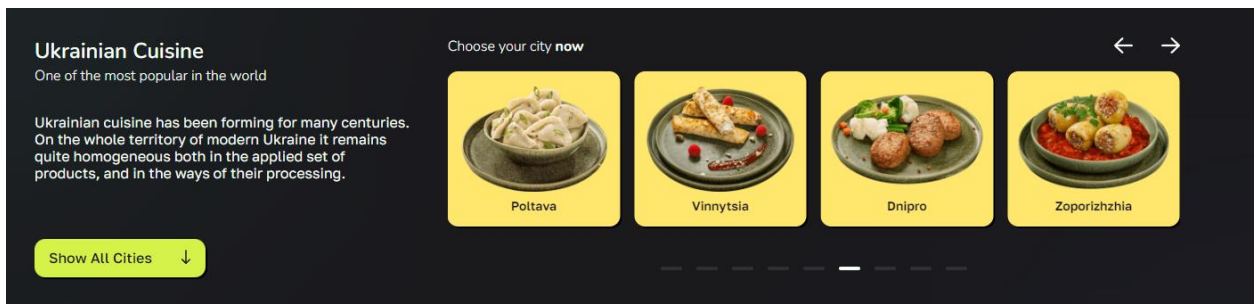 Ukrainian Cuisine
One of the most popular in the world
Ukrainian cuisine has been forming for many centuries.
On the whole territory of modern Ukraine it remains
quite homogeneous both in the applied set of
products, and in the ways of their processing.
Show All Cities
Choose your city now
Poltava
Vinnytsia
Dnipro
Zoporizhzhia